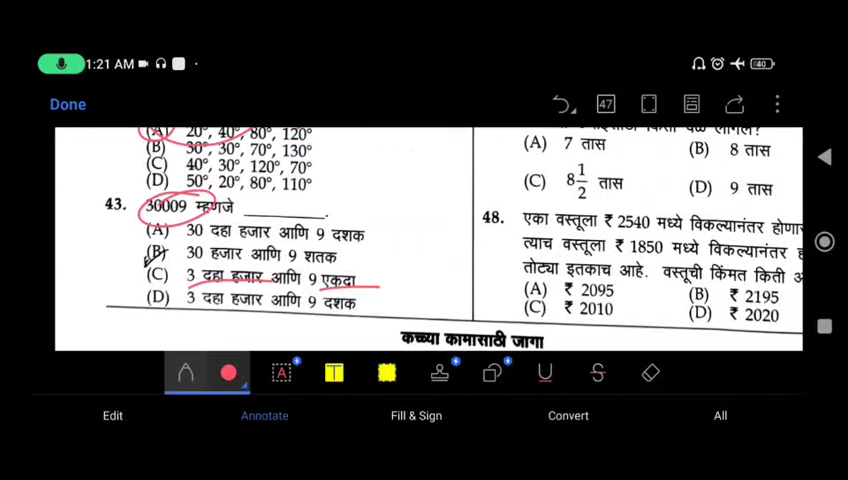 1:21 AM
40
Done
47
(A) 20°, 40°, 80°, 120°
(B) 30°, 30°, 70°, 130°
(C) 40°, 30°, 120°, 70°
(D) 50°, 20°, 80°, 110°
43. 30009 म्हणजे ____________.
(A) 30 दहा हजार आणि 9 दशक
(B) 30 हजार आणि 9 शतक
(C) 3 दहा हजार आणि 9 एकदा
(D) 3 दहा हजार आणि 9 दशक
लागेल?
(A) 7 तास (B) 8 तास
(C) 8 1/2 तास (D) 9 तास
48. एका वस्तूला ₹ 2540 मध्ये विकल्यानंतर
त्याच वस्तूला ₹ 1850 मध्ये विकल्यानंतर
तोट्या इतकाच आहे. वस्तूची किंमत किती
(A) ₹ 2095 (B) ₹ 2195
(C) ₹ 2010 (D) ₹ 2020
कच्च्या कामासाठी जागा
Edit Annotate Fill & Sign Convert All